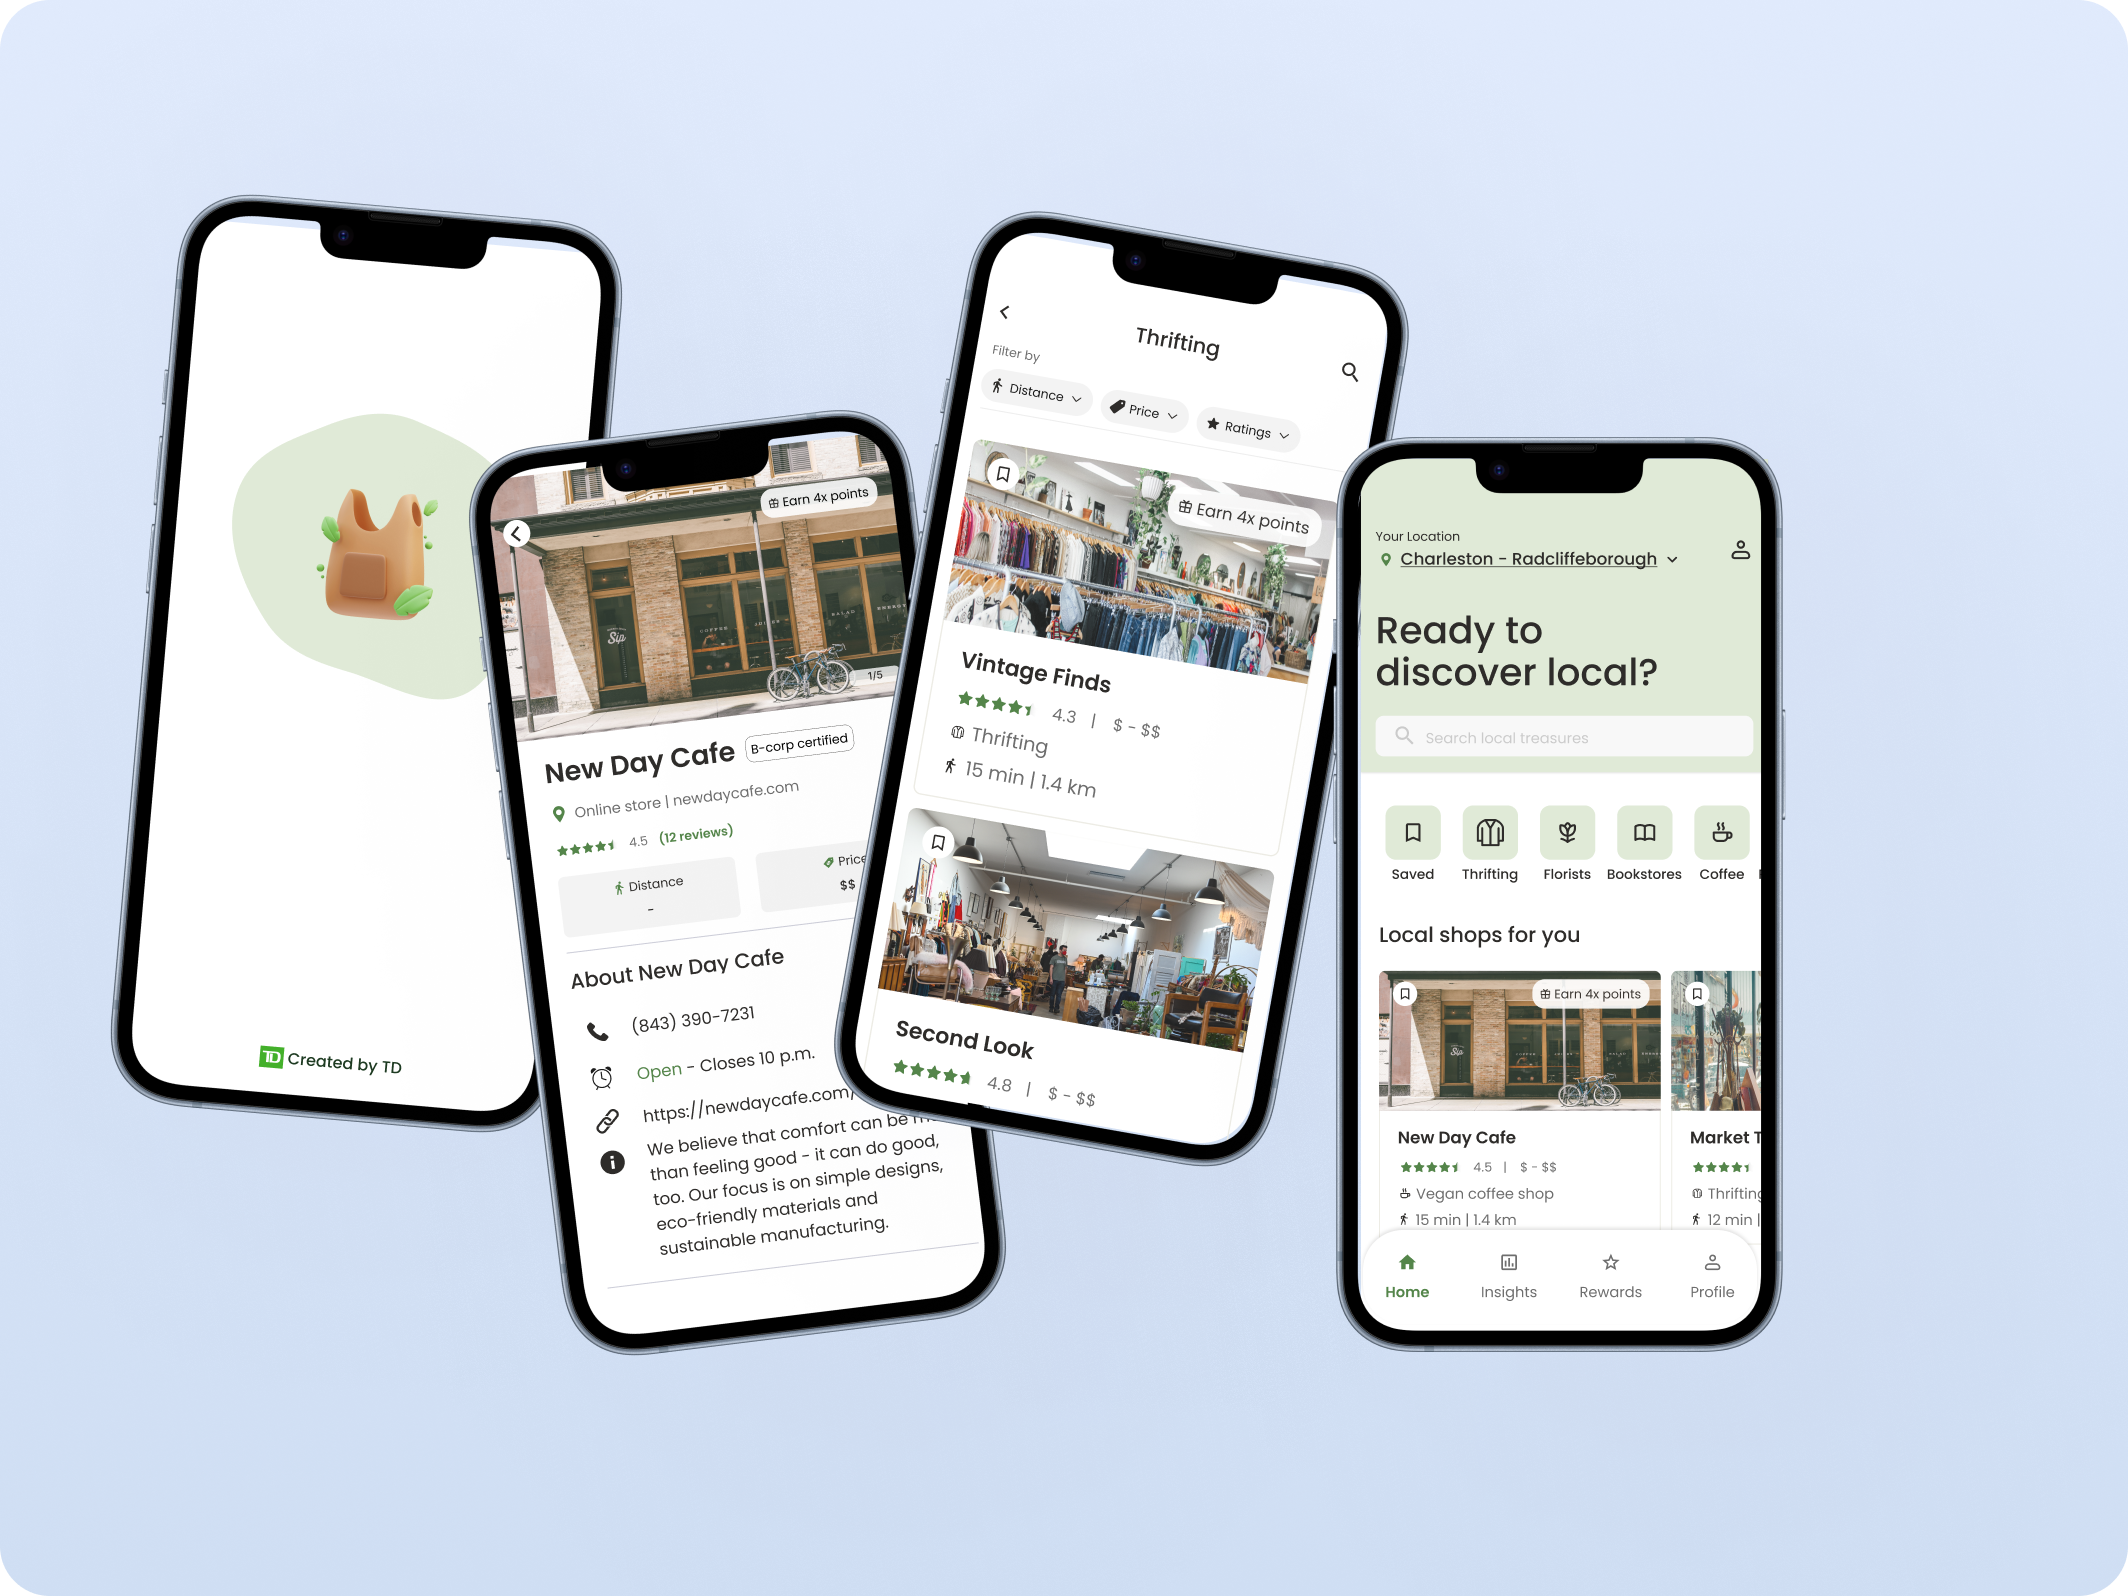 TD Created by TD
Earn 4x points
Sip
COFFEE
SALAD
ENERGY
1/5
New Day Cafe
B-corp certified
Online store | newdaycafe.com
4.5 (12 reviews)
Distance
-
Price
$$
About New Day Cafe
(843) 390-7231
Open - Closes 10 p.m.
https://newdaycafe.com/
We believe that comfort can be
than feeling good - it can do good,
too. Our focus is on simple designs,
eco-friendly materials and
sustainable manufacturing.
Thrifting
Filter by
Distance
Price
Ratings
Earn 4x points
Vintage Finds
4.3 | $ - $$
Thrifting
15 min | 1.4 km
Second Look
4.8 | $ - $$
Your Location
Charleston - Radcliffeborough
Ready to
discover local?
Search local treasures
Saved Thrifting Florists Bookstores Coffee
Local shops for you
Earn 4x points
Sip
New Day Cafe
4.5 | $ - $$
Vegan coffee shop
15 min | 1.4 km
Market T
Thrifting
12 min |
Home Insights Rewards Profile